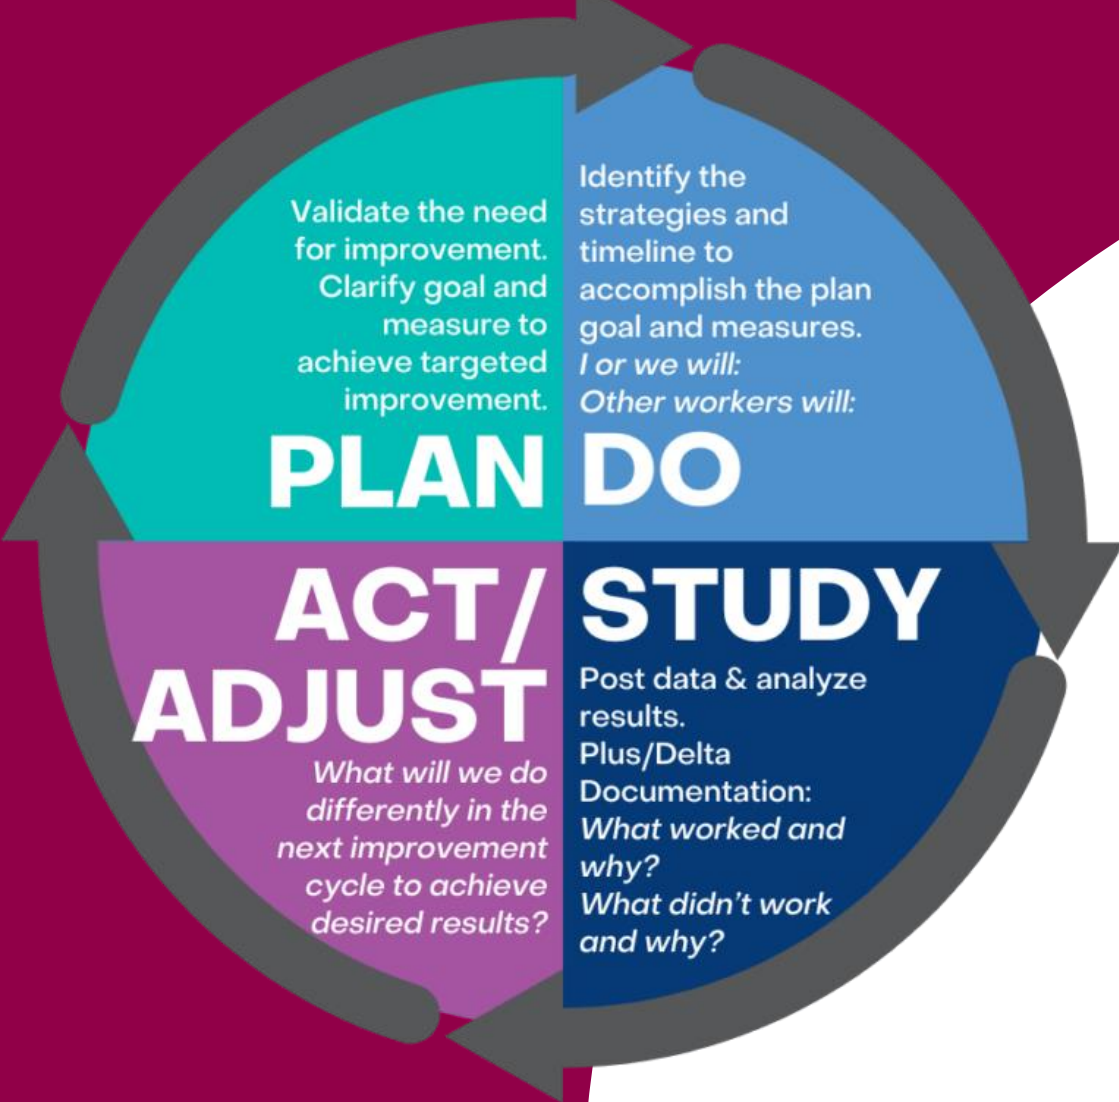 Validate the need
for improvement.
Clarify goal and
measure to
achieve targeted
improvement.
PLAN
Identify the
strategies and
timeline to
accomplish the plan
goal and measures.
I or we will:
Other workers will:
DO
STUDY
Post data & analyze
results.
Plus/Delta
Documentation:
What worked and
why?
What didn’t work
and why?
ACT/
ADJUST
What will we do
differently in the
next improvement
cycle to achieve
desired results?